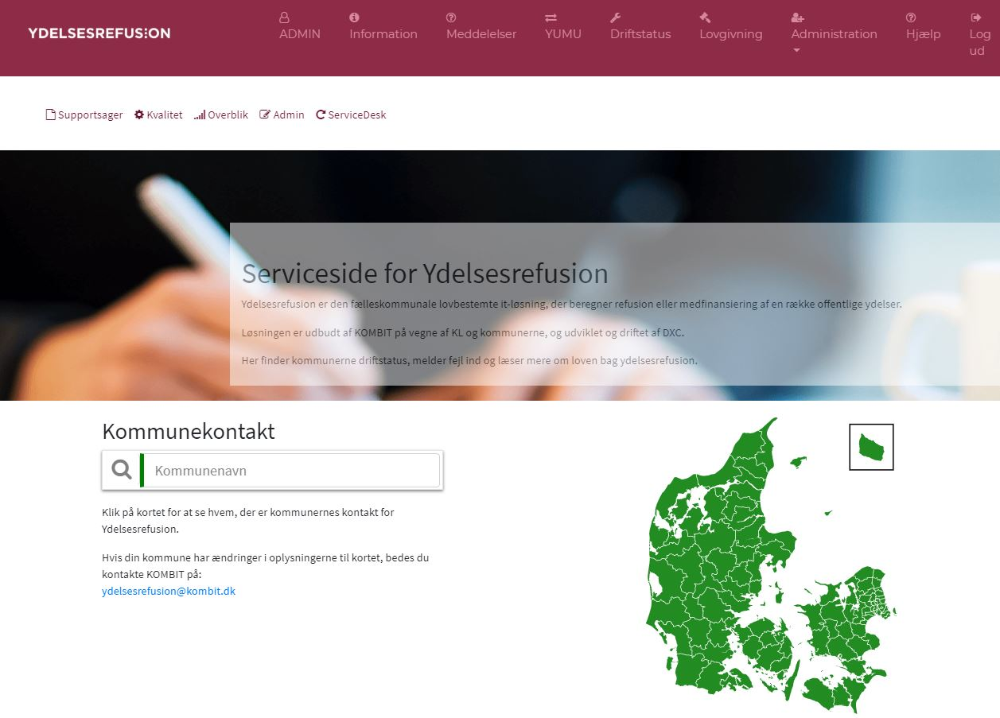 YDELSESREFUSION
ADMIN
Information
Meddelelser
YUMU
Driftstatus
Lovgivning
Administration
Hjælp
Log
ud
Supportsager Kvalitet Overblik Admin ServiceDesk
Serviceside for Ydelsesrefusion
Ydelsesrefusion er den fælleskommunale lovbestemte it-løsning, der beregner refusion eller medfinansiering af en række offentlige ydelser.
Løsningen er udbudt af KOMBIT på vegne af KL og kommunerne, og udviklet og driftet af DXC.
Her finder kommunerne driftstatus, melder fejl ind og læser mere om loven bag ydelsesrefusion.
Kommunekontakt
Kommunenavn
Klik på kortet for at se hvem, der er kommunernes kontakt for
Ydelsesrefusion.
Hvis din kommune har ændringer i oplysningerne til kortet, bedes du
kontakte KOMBIT på:
ydelsesrefusion@kombit.dk